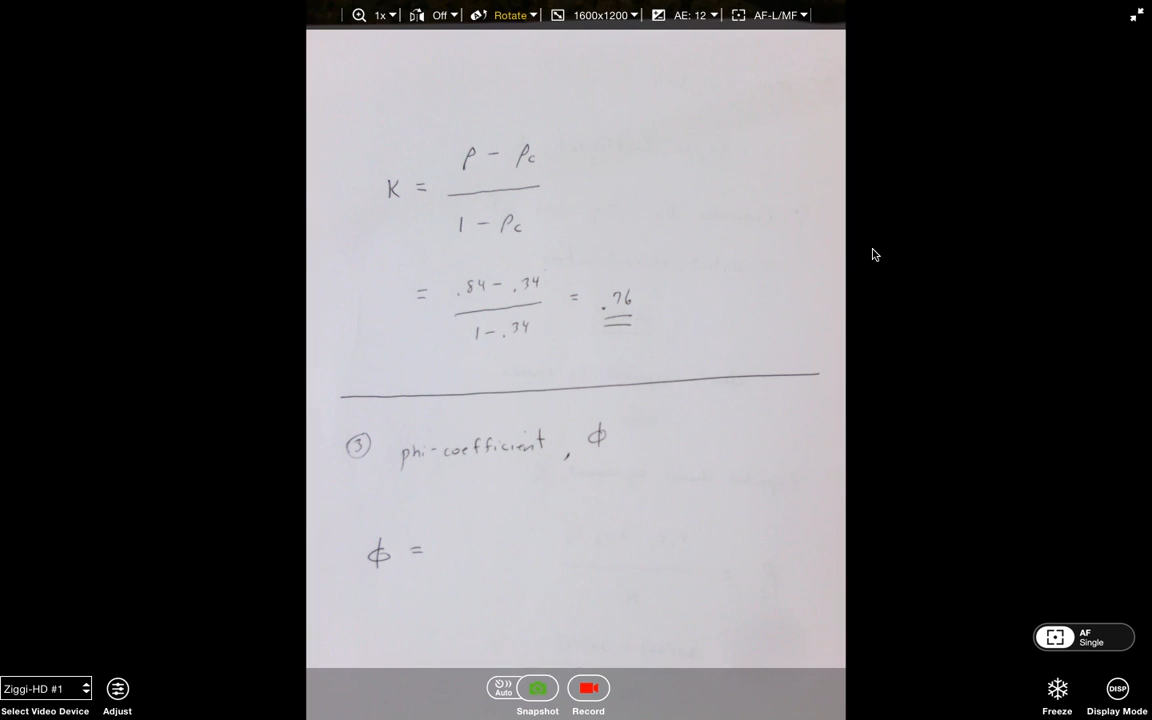 1x Off Rotate 1600x1200 AE: 12 AF-L/MF
K = P - Pc
1 - Pc
= .84 - .34 = .76
1 - .34
③ phi-coefficient, ϕ
ϕ =
AF
Single
Ziggi-HD #1
Auto
DISP
Select Video Device Adjust Snapshot Record Freeze Display Mode